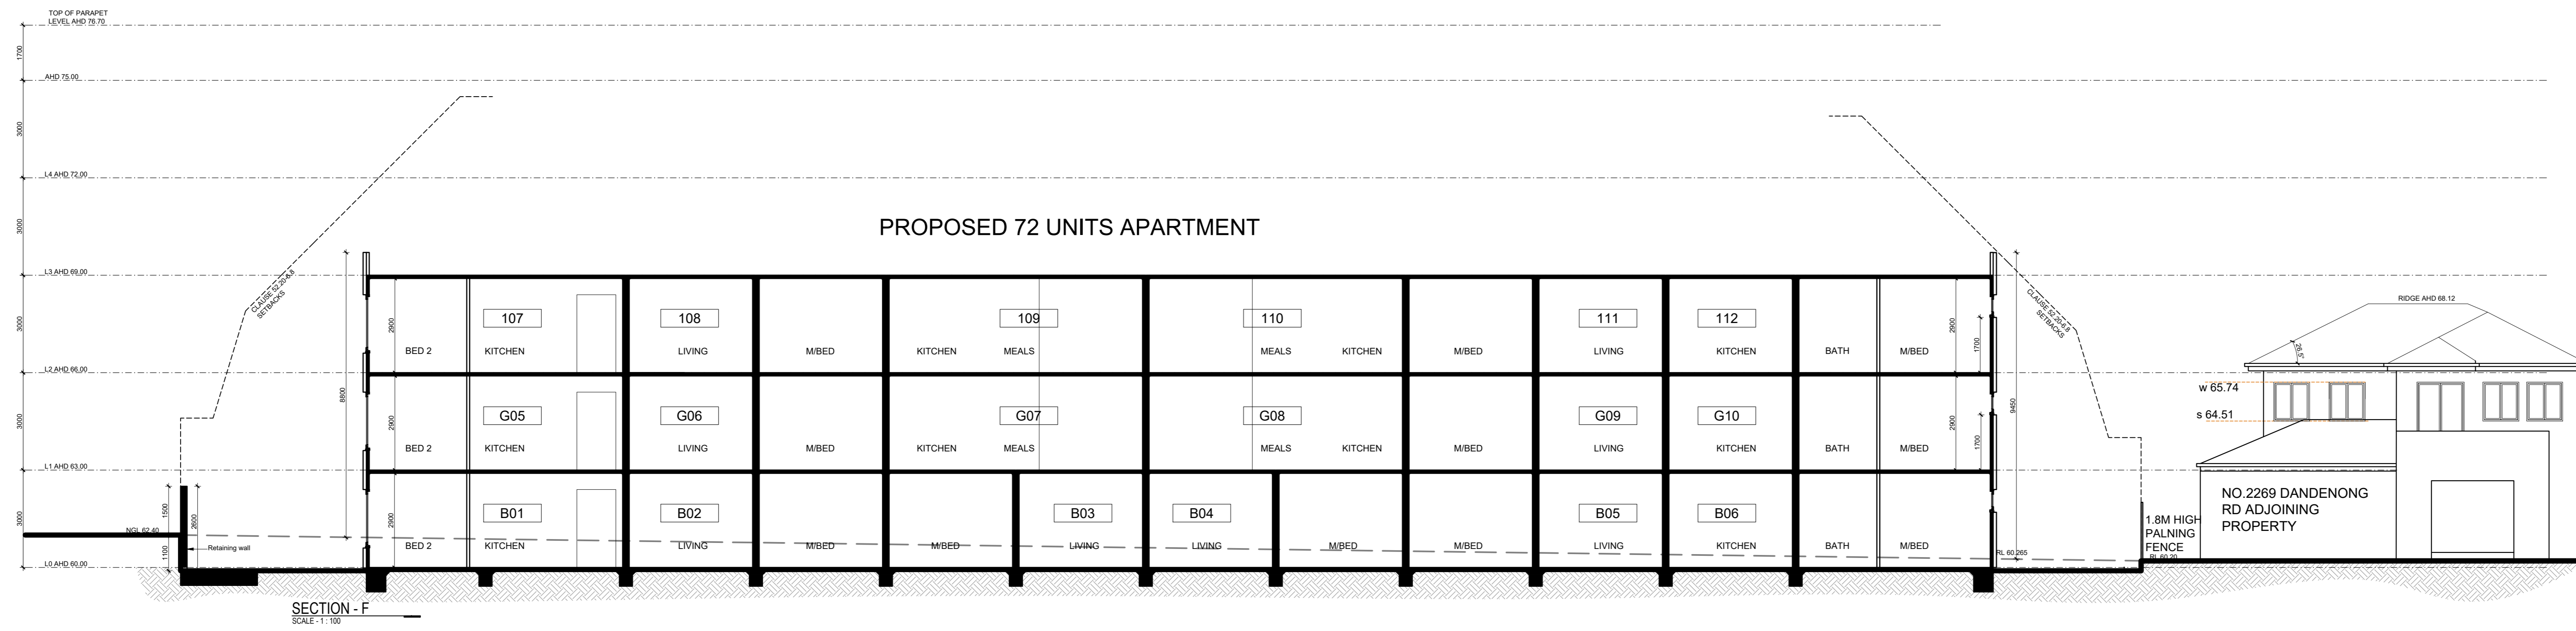 TOP OF PARAPET
LEVEL AHD 76.70
1700
AHD 75.00
3000
L4 AHD 72.00
3000
PROPOSED 72 UNITS APARTMENT
L3 AHD 69.00
CLAUSE 52.20-6.8
SETBACKS
CLAUSE 52.20-6.8
SETBACKS
RIDGE AHD 68.12
26.5°
3000
2900
107
108
109
110
111
112
2900
1700
BED 2
KITCHEN
LIVING
M/BED
KITCHEN
MEALS
MEALS
KITCHEN
M/BED
LIVING
KITCHEN
BATH
M/BED
L2 AHD 66.00
8800
9450
w 65.74
s 64.51
3000
2900
G05
G06
G07
G08
G09
G10
2900
1700
BED 2
KITCHEN
LIVING
M/BED
KITCHEN
MEALS
MEALS
KITCHEN
M/BED
LIVING
KITCHEN
BATH
M/BED
L1 AHD 63.00
3000
1500
2600
2900
B01
B02
B03
B04
B05
B06
NO.2269 DANDENONG
RD ADJOINING
PROPERTY
1.8M HIGH
PALNING
FENCE
NGL 62.40
1100
Retaining wall
BED 2
KITCHEN
LIVING
M/BED
M/BED
LIVING
LIVING
M/BED
M/BED
LIVING
KITCHEN
BATH
M/BED
RL 60.265
RL 60.20
L0 AHD 60.00
SECTION - F
SCALE - 1 : 100